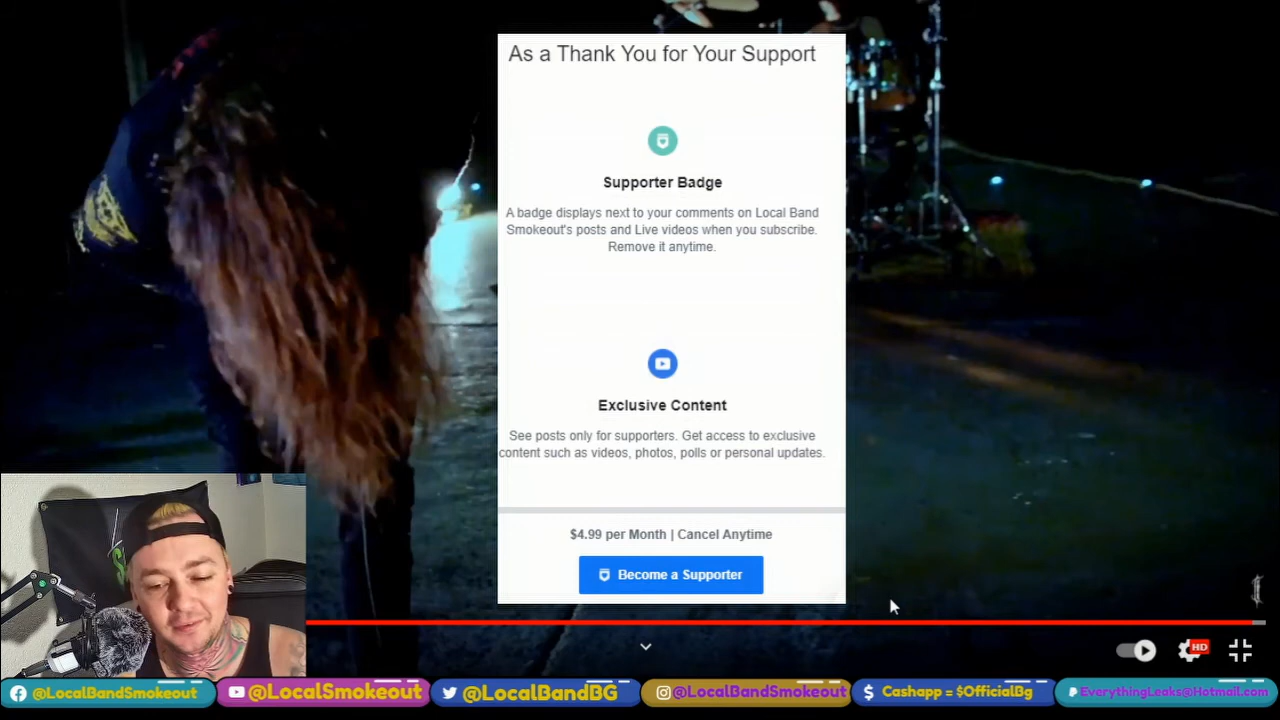 As a Thank You for Your Support
Supporter Badge
A badge displays next to your comments on Local Band
Smokeout's posts and Live videos when you subscribe.
Remove it anytime.
Exclusive Content
See posts only for supporters. Get access to exclusive
content such as videos, photos, polls or personal updates.
$4.99 per Month | Cancel Anytime
Become a Supporter
HD
@LocalBandSmokeout
@LocalSmokeout
@LocalBandBG
@LocalBandSmokeout
Cashapp = $OfficialBg
EverythingLeaks@Hotmail.com